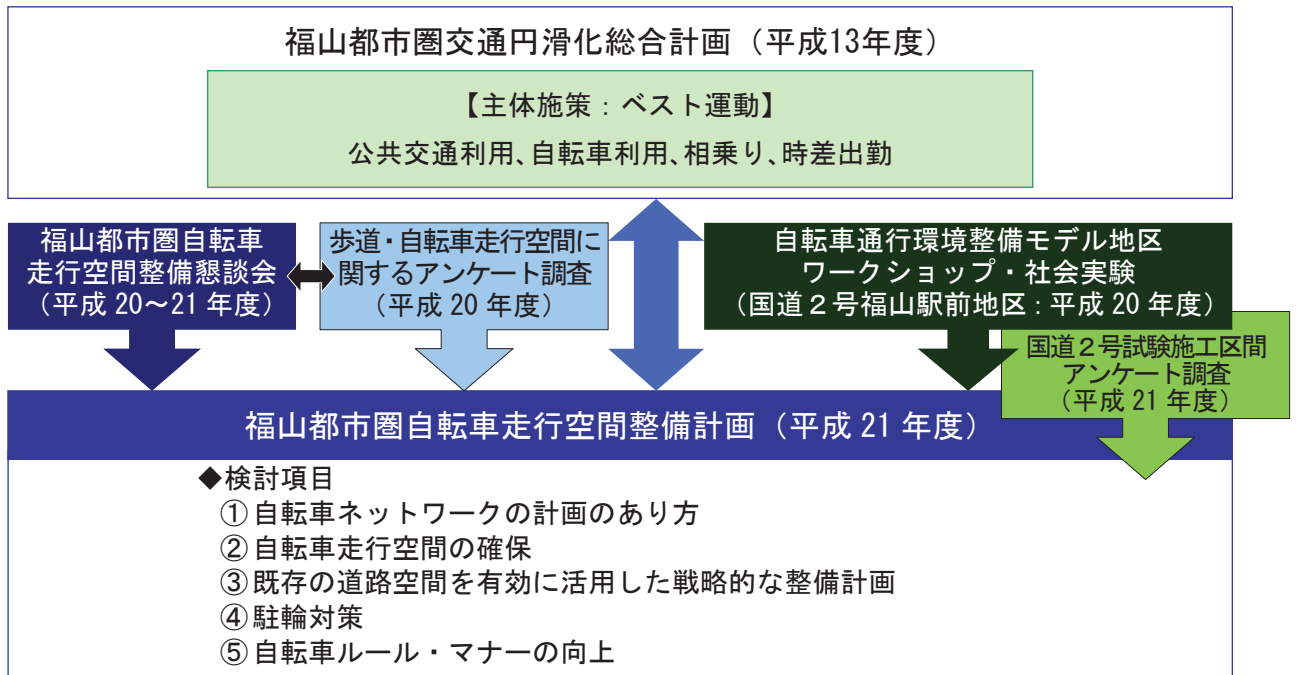 福山都市圏交通円滑化総合計画（平成13年度）
【主体施策：ベスト運動】
公共交通利用、自転車利用、相乗り、時差出勤
福山都市圏自転車
走行空間整備懇談会
（平成 20～21 年度）
歩道・自転車走行空間に
関するアンケート調査
（平成 20 年度）
自転車通行環境整備モデル地区
ワークショップ・社会実験
（国道２号福山駅前地区：平成 20 年度）
国道２号試験施工区間
アンケート調査
（平成 21 年度）
福山都市圏自転車走行空間整備計画（平成 21 年度）
◆検討項目
①自転車ネットワークの計画のあり方
②自転車走行空間の確保
③既存の道路空間を有効に活用した戦略的な整備計画
④駐輪対策
⑤自転車ルール・マナーの向上